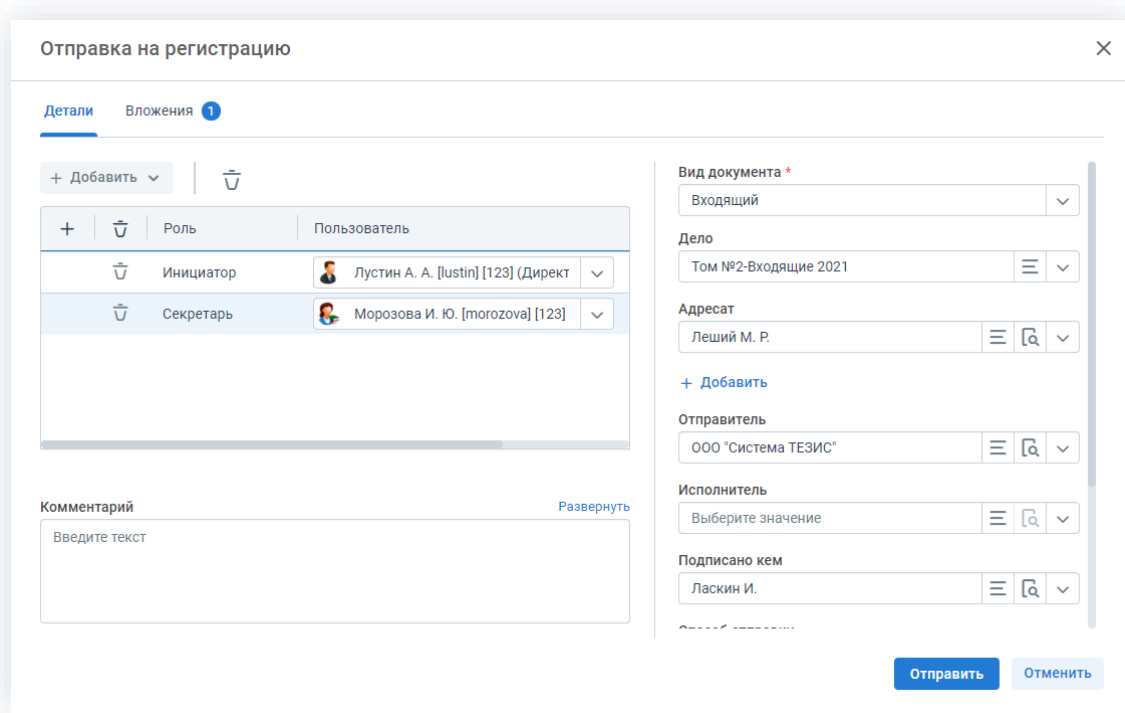 Отправка на регистрацию
Детали Вложения 1
+ Добавить
Роль Пользователь
Инициатор Лустин А. А. [lustin] [123] (Директ
Секретарь Морозова И. Ю. [morozova] [123]
Комментарий Развернуть
Введите текст
Вид документа *
Входящий
Дело
Том №2-Входящие 2021
Адресат
Леший М. Р.
+ Добавить
Отправитель
ООО "Система ТЕЗИС"
Исполнитель
Выберите значение
Подписано кем
Ласкин И.
Способ отправки
Отправить Отменить